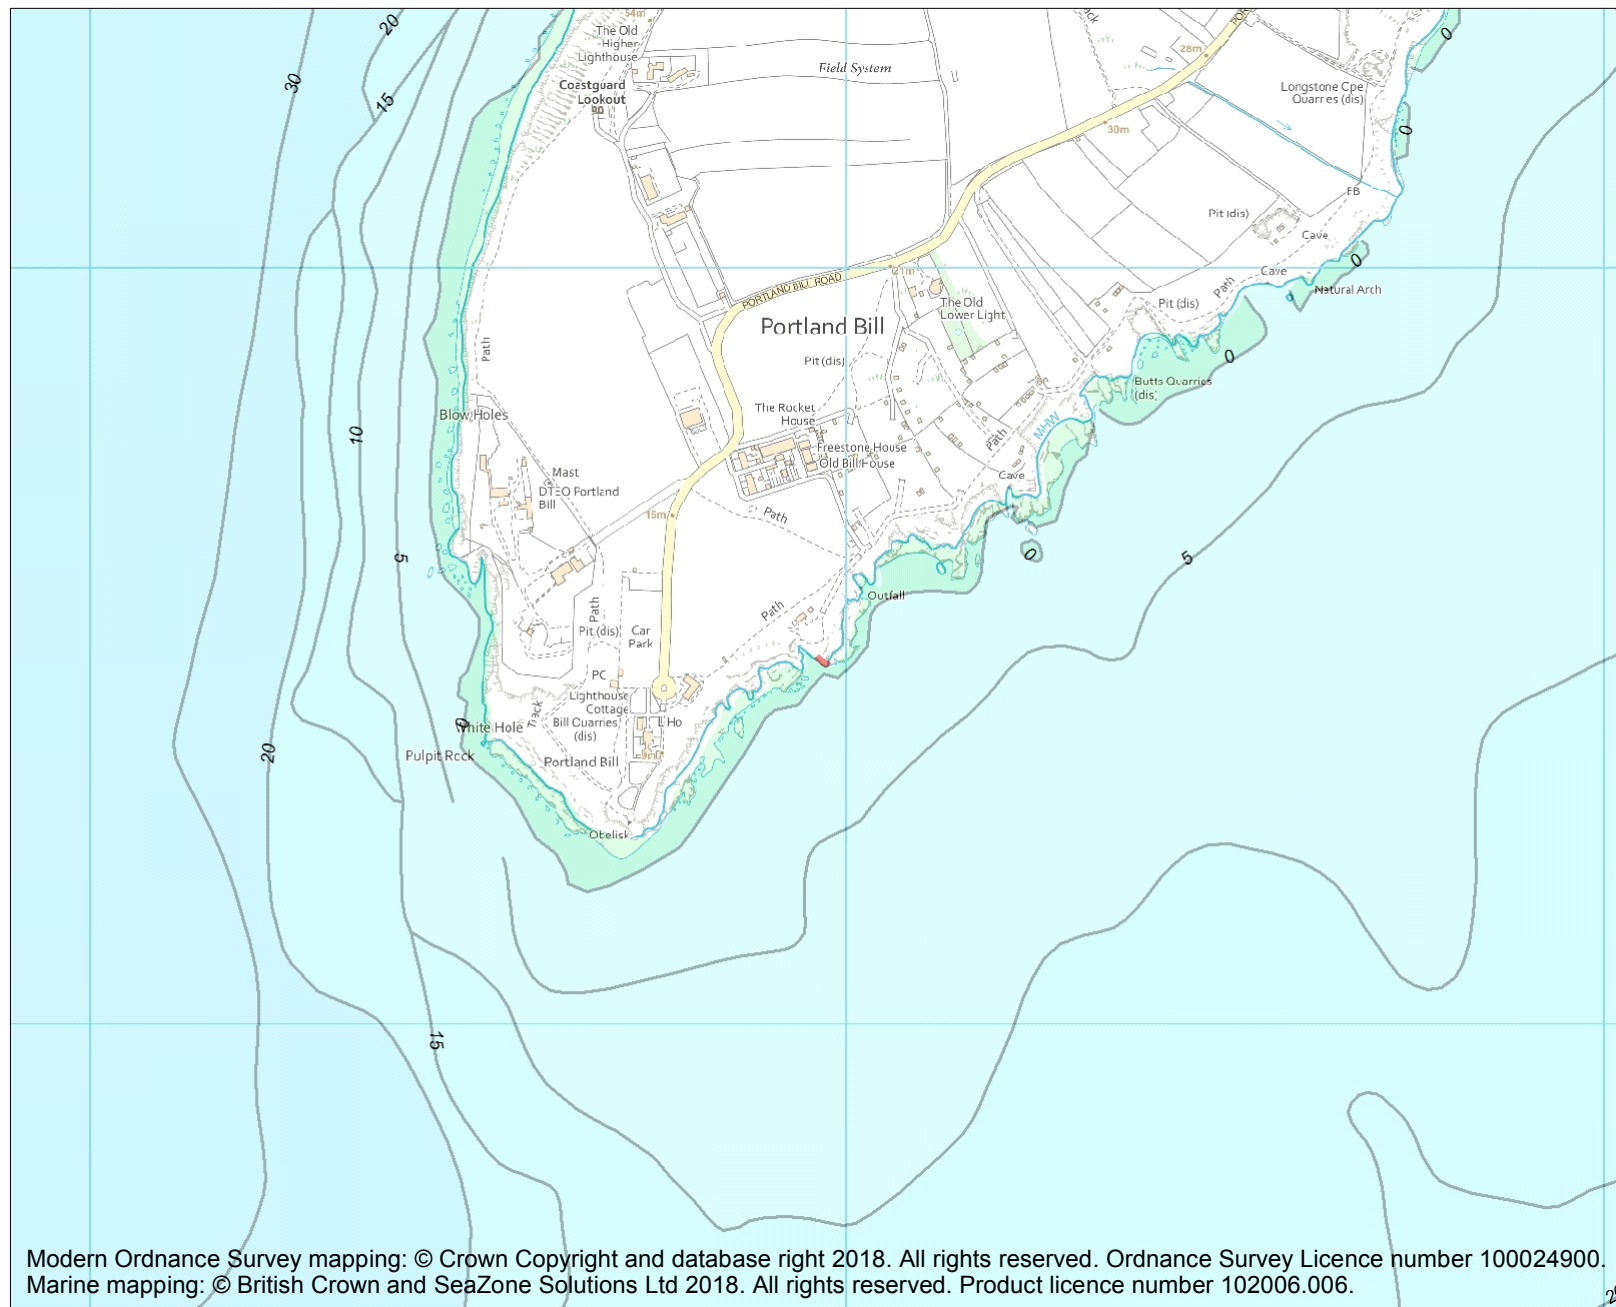 54m
20
The Old
Higher
Lighthouse
30
Coastguard
Lookout
15
Field System
28m
30m
Longstone Cpe
Quarries (dis)
0
0
FB
Pit (dis)
Cave
0
Cave
Path
Natural Arch
Pit (dis)
21m
PORTLAND BILL ROAD
The Old
Lower Light
Portland Bill
Pit (dis)
0
Path
Butts Quarries
(dis)
MHW
Path
Cave
Blow Holes
10
The Rocket
House
Freestone House
Old Bill House
Mast
DTEO Portland
Bill
18m
Path
5
0
5
Outfall
Path
Path
Pit (dis)
Car
Park
PC
Lighthouse
Cottage
Track
Bill Quarries
(dis)
L Ho
0
White Hole
Pulpit Rock
Portland Bill
9m
20
Obelisk
15
Modern Ordnance Survey mapping: © Crown Copyright and database right 2018. All rights reserved. Ordnance Survey Licence number 100024900.
Marine mapping: © British Crown and SeaZone Solutions Ltd 2018. All rights reserved. Product licence number 102006.006.